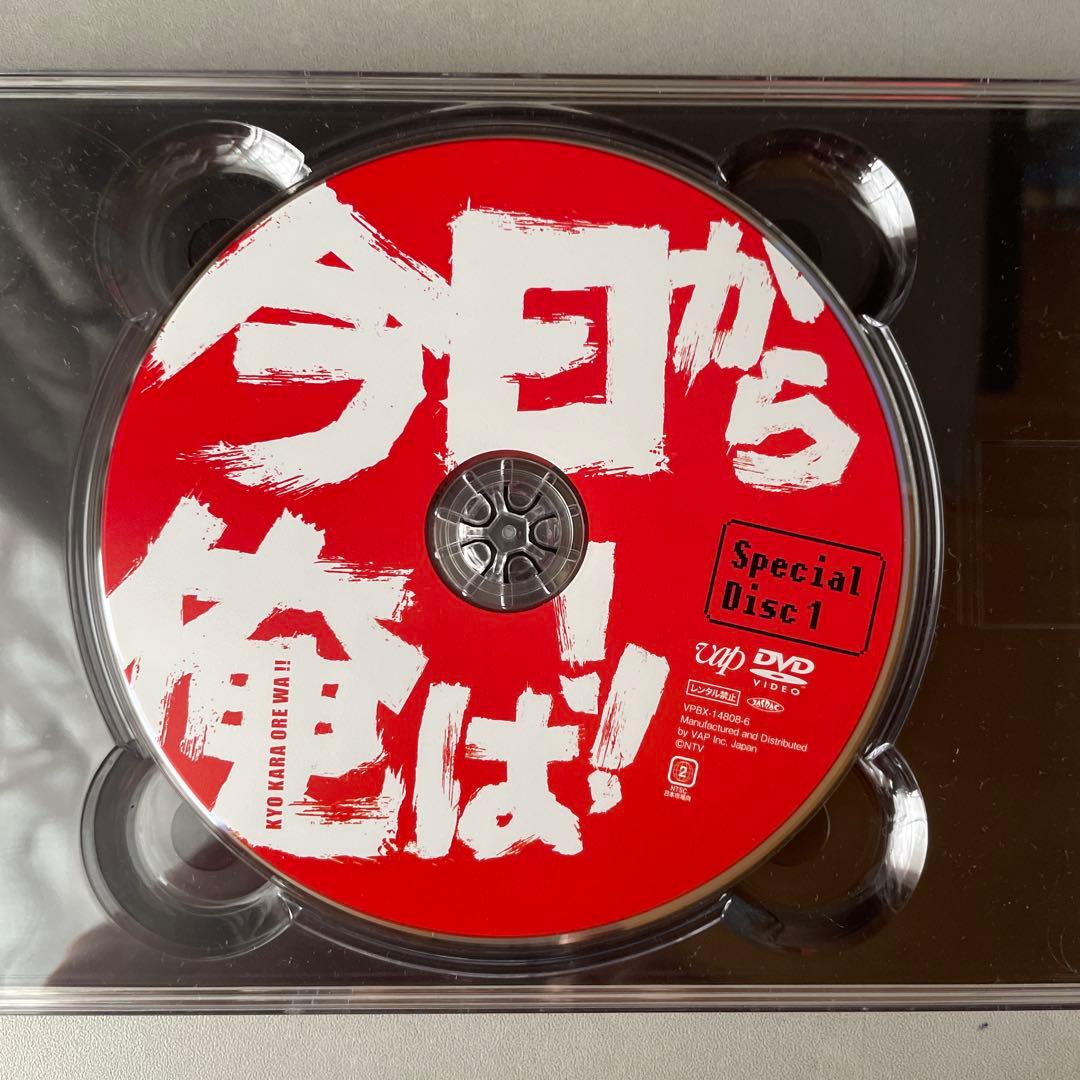 今日から
俺は!!
KYO KARA ORE WA !!
Special
Disc 1
vap DVD
VIDEO
レンタル禁止 JASRAC
VPBX-14808-6
Manufactured and Distributed
by VAP Inc. Japan
©NTV
2
NTSC
日本市場向